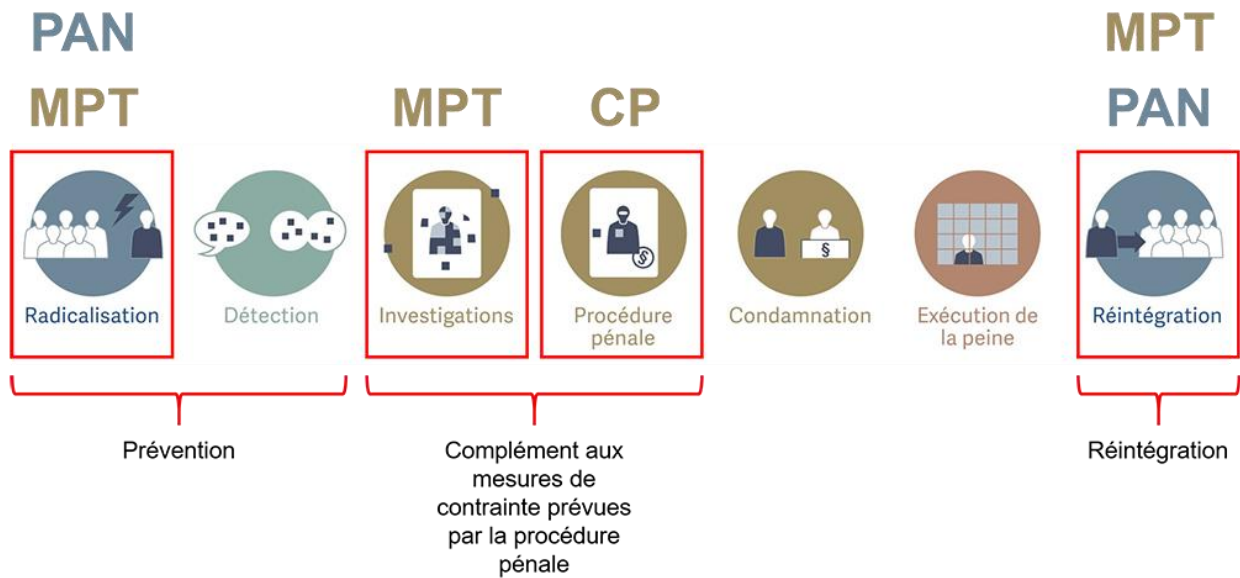 PAN
MPT
MPT
CP
MPT
PAN
Radicalisation
Détection
Investigations
§
Procédure
pénale
§
Condamnation
Exécution de
la peine
Réintégration
Prévention
Complément aux
mesures de
contrainte prévues
par la procédure
pénale
Réintégration